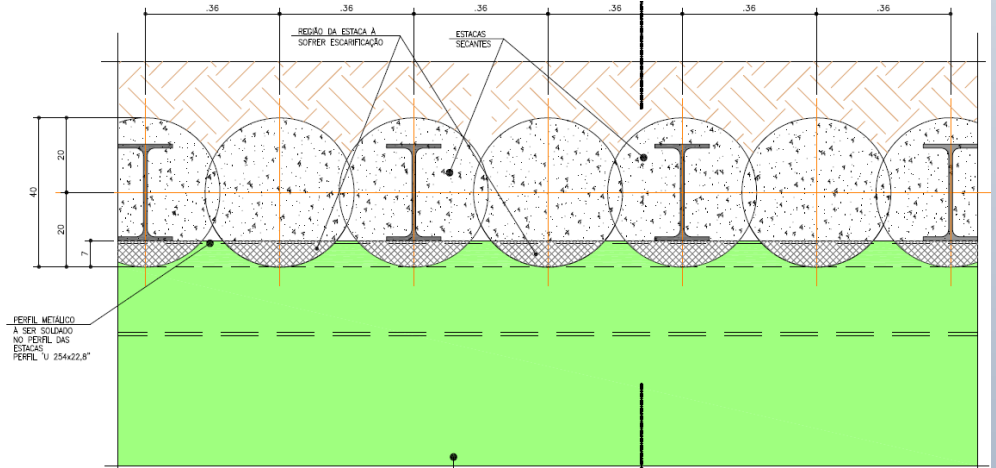 .36 .36 .36 .36 .36 .36
REGIÃO DA ESTACA À
SOFRER ESCARIFICAÇÃO
ESTACAS
SECANTES
40
20
20
7
PERFIL METÁLICO
À SER SOLDADO
NO PERFIL DAS
ESTACAS
PERFIL "U 254x22,8"